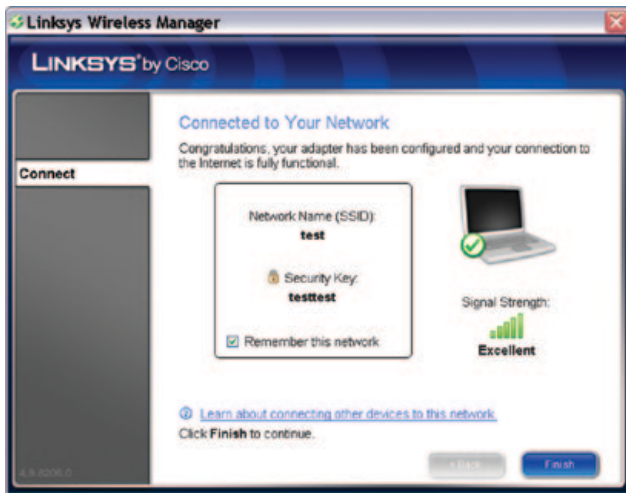 Linksys Wireless Manager
LINKSYS® by Cisco
Connected to Your Network
Congratulations, your adapter has been configured and your connection to
the Internet is fully functional.
Connect
Network Name (SSID):
test
Security Key:
testtest
Remember this network
Signal Strength:
Excellent
Learn about connecting other devices to this network.
Click Finish to continue.
Back
Finish